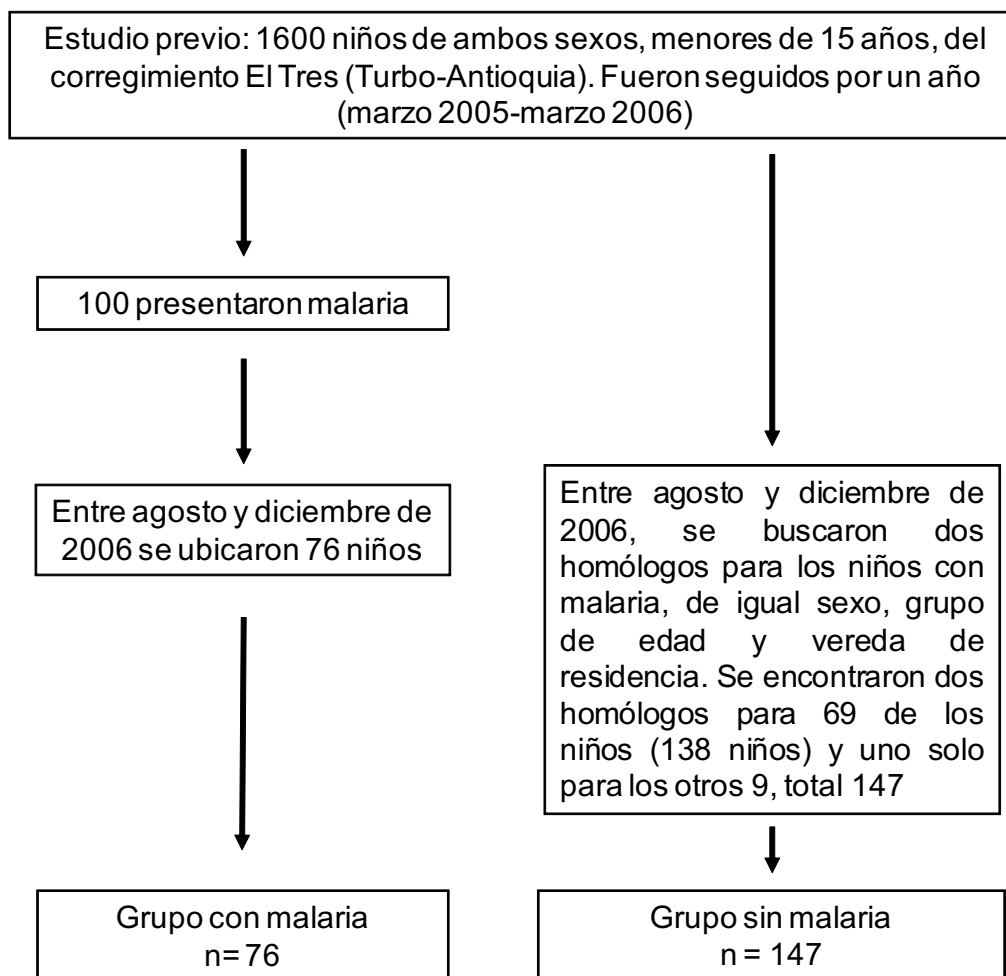 Estudio previo: 1600 niños de ambos sexos, menores de 15 años, del
corregimiento El Tres (Turbo-Antioquia). Fueron seguidos por un año
(marzo 2005-marzo 2006)
100 presentaron malaria
Entre agosto y diciembre de
2006 se ubicaron 76 niños
Entre agosto y diciembre de
2006, se buscaron dos
homólogos para los niños con
malaria, de igual sexo, grupo
de edad y vereda de
residencia. Se encontraron dos
homólogos para 69 de los
niños (138 niños) y uno solo
para los otros 9, total 147
Grupo con malaria
n= 76
Grupo sin malaria
n = 147